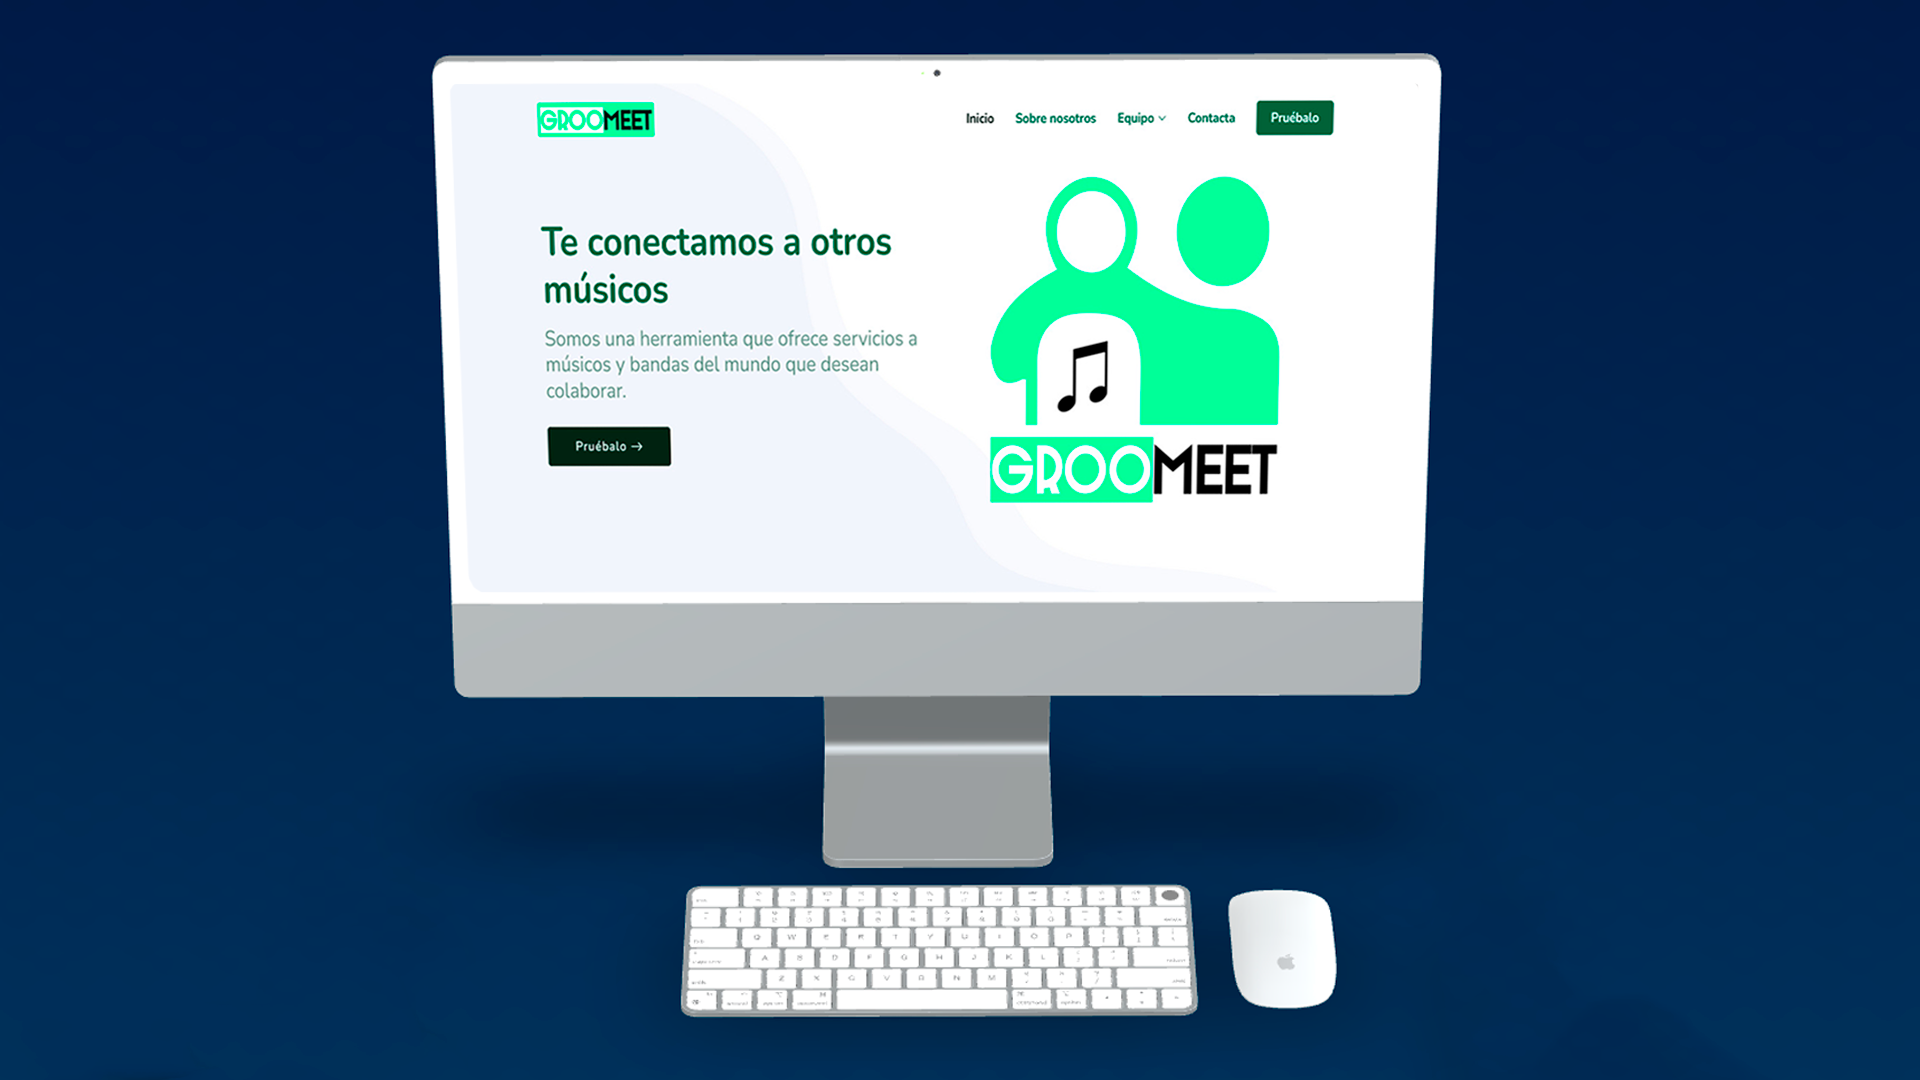 GROOMEET
Inicio Sobre nosotros Equipo Contacta Pruébalo
Te conectamos a otros
músicos
Somos una herramienta que ofrece servicios a
músicos y bandas del mundo que desean
colaborar.
Pruébalo →
GROOMEET
Q W E R T Y U I O P
A S D F G H J K L
Z X C V B N M